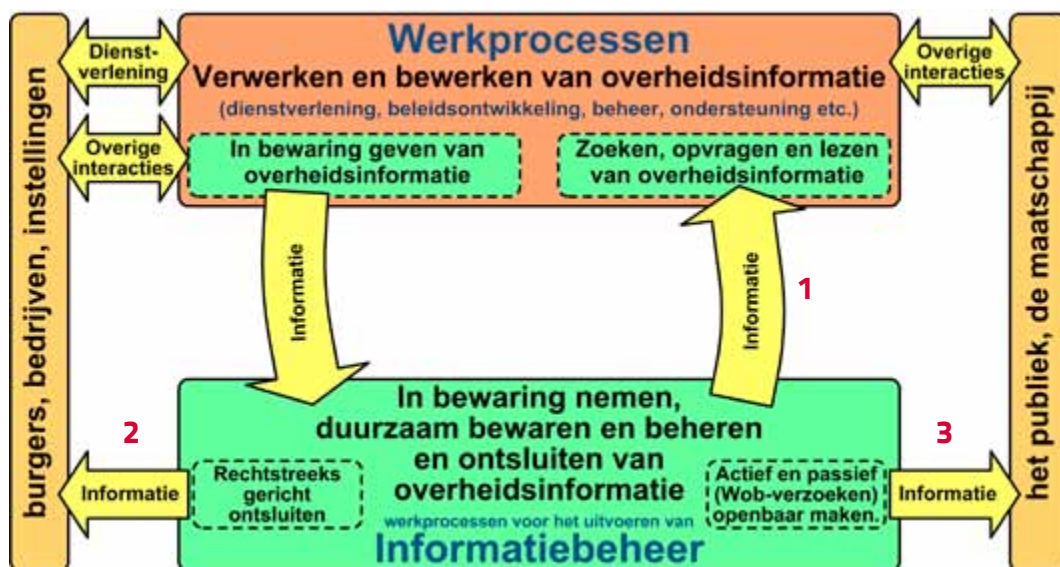 burgers, bedrijven, instellingen
Dienst-
verlening
Overige
interacties
Werkprocessen
Verwerken en bewerken van overheidsinformatie
(dienstverlening, beleidsontwikkeling, beheer, ondersteuning etc.)
In bewaring geven van
overheidsinformatie
Zoeken, opvragen en lezen
van overheidsinformatie
Overige
interacties
het publiek, de maatschappij
Informatie
Informatie
1
2
Informatie
In bewaring nemen,
duurzaam bewaren en beheren
en ontsluiten van
overheidsinformatie
Rechtstreeks
gericht
ontsluiten
Actief en passief
(Wob-verzoeken)
openbaar maken.
werkprocessen voor het uitvoeren van
Informatiebeheer
3
Informatie